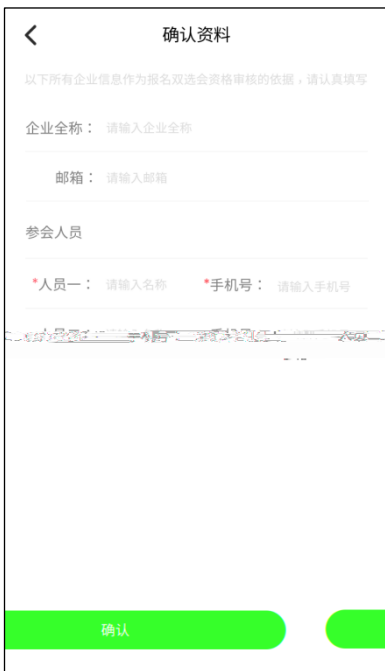 确认资料
以下所有企业信息作为报名双选会资格审核的依据，请认真填写
企业全称： 请输入企业全称
邮箱： 请输入邮箱
参会人员
*人员一： 请输入名称 *手机号： 请输入手机号
确认